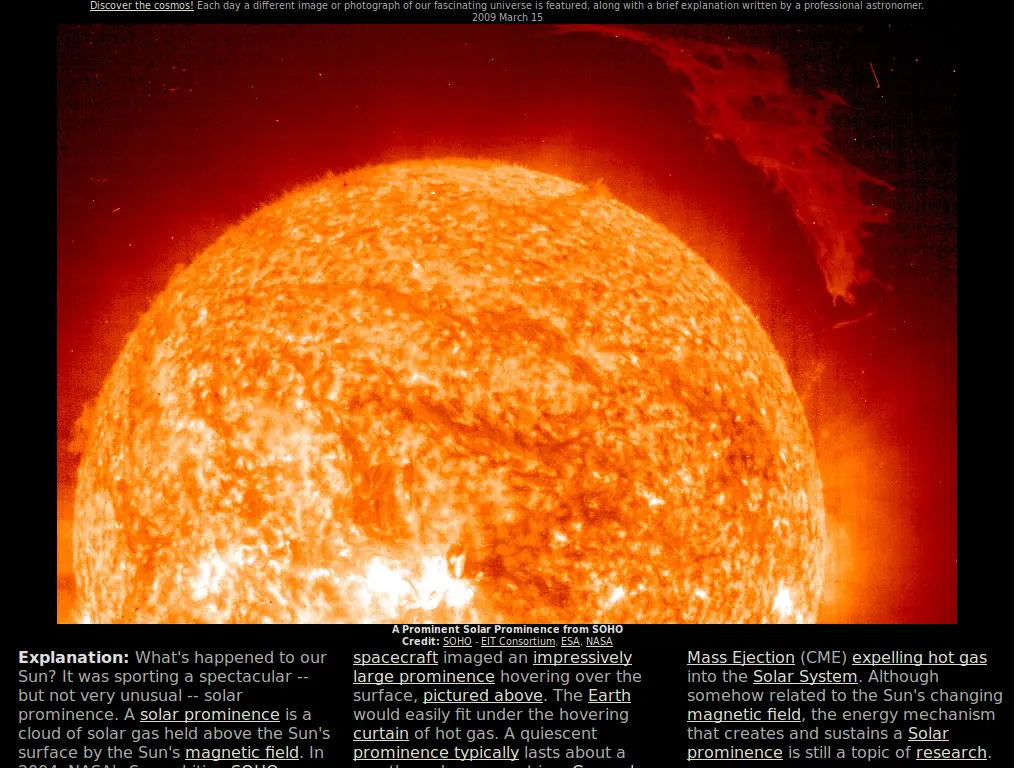 Discover the cosmos! Each day a different image or photograph of our fascinating universe is featured, along with a brief explanation written by a professional astronomer.
2009 March 15
A Prominent Solar Prominence from SOHO
Credit: SOHO - EIT Consortium, ESA, NASA
Explanation: What's happened to our
Sun? It was sporting a spectacular --
but not very unusual -- solar
prominence. A solar prominence is a
cloud of solar gas held above the Sun's
surface by the Sun's magnetic field. In
spacecraft imaged an impressively
large prominence hovering over the
surface, pictured above. The Earth
would easily fit under the hovering
curtain of hot gas. A quiescent
prominence typically lasts about a
Mass Ejection (CME) expelling hot gas
into the Solar System. Although
somehow related to the Sun's changing
magnetic field, the energy mechanism
that creates and sustains a Solar
prominence is still a topic of research.